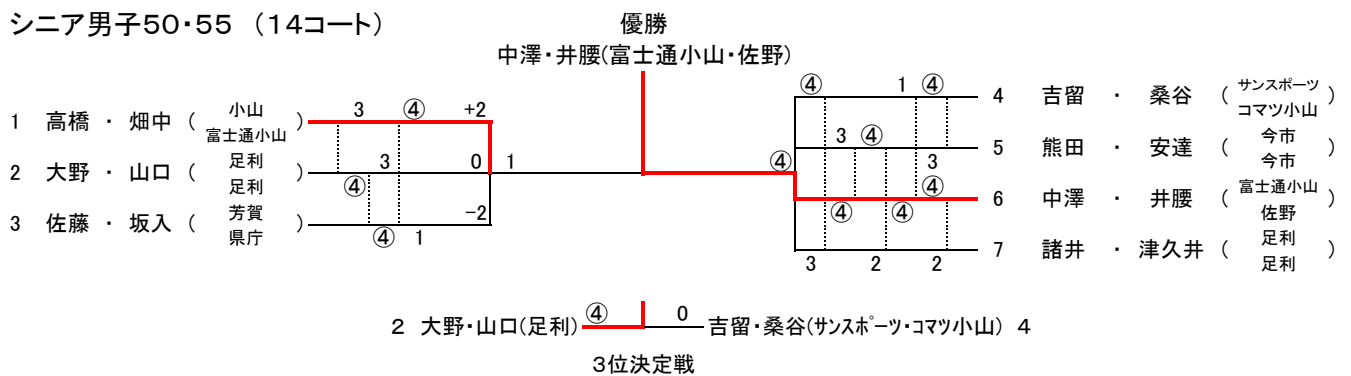 シニア男子50・55 (14コート)
優勝
中澤・井腰(富士通小山・佐野)
1 高橋 ・ 畑中 ( 小山 富士通小山 ) 3 ④ +2
2 大野 ・ 山口 ( 足利 足利 ) ④ 3 0 1
3 佐藤 ・ 坂入 ( 芳賀 県庁 ) ④ 1 −2
④
④ 1 ④ 4 吉留 ・ 桑谷 ( サンスポーツ コマツ小山 )
3 ④ 3 5 熊田 ・ 安達 ( 今市 今市 )
④ ④ ④ 6 中澤 ・ 井腰 ( 富士通小山 佐野 )
3 2 2 7 諸井 ・ 津久井 ( 足利 足利 )
2 大野・山口(足利) ④ 0 吉留・桑谷(サンスポーツ・コマツ小山) 4
3位決定戦